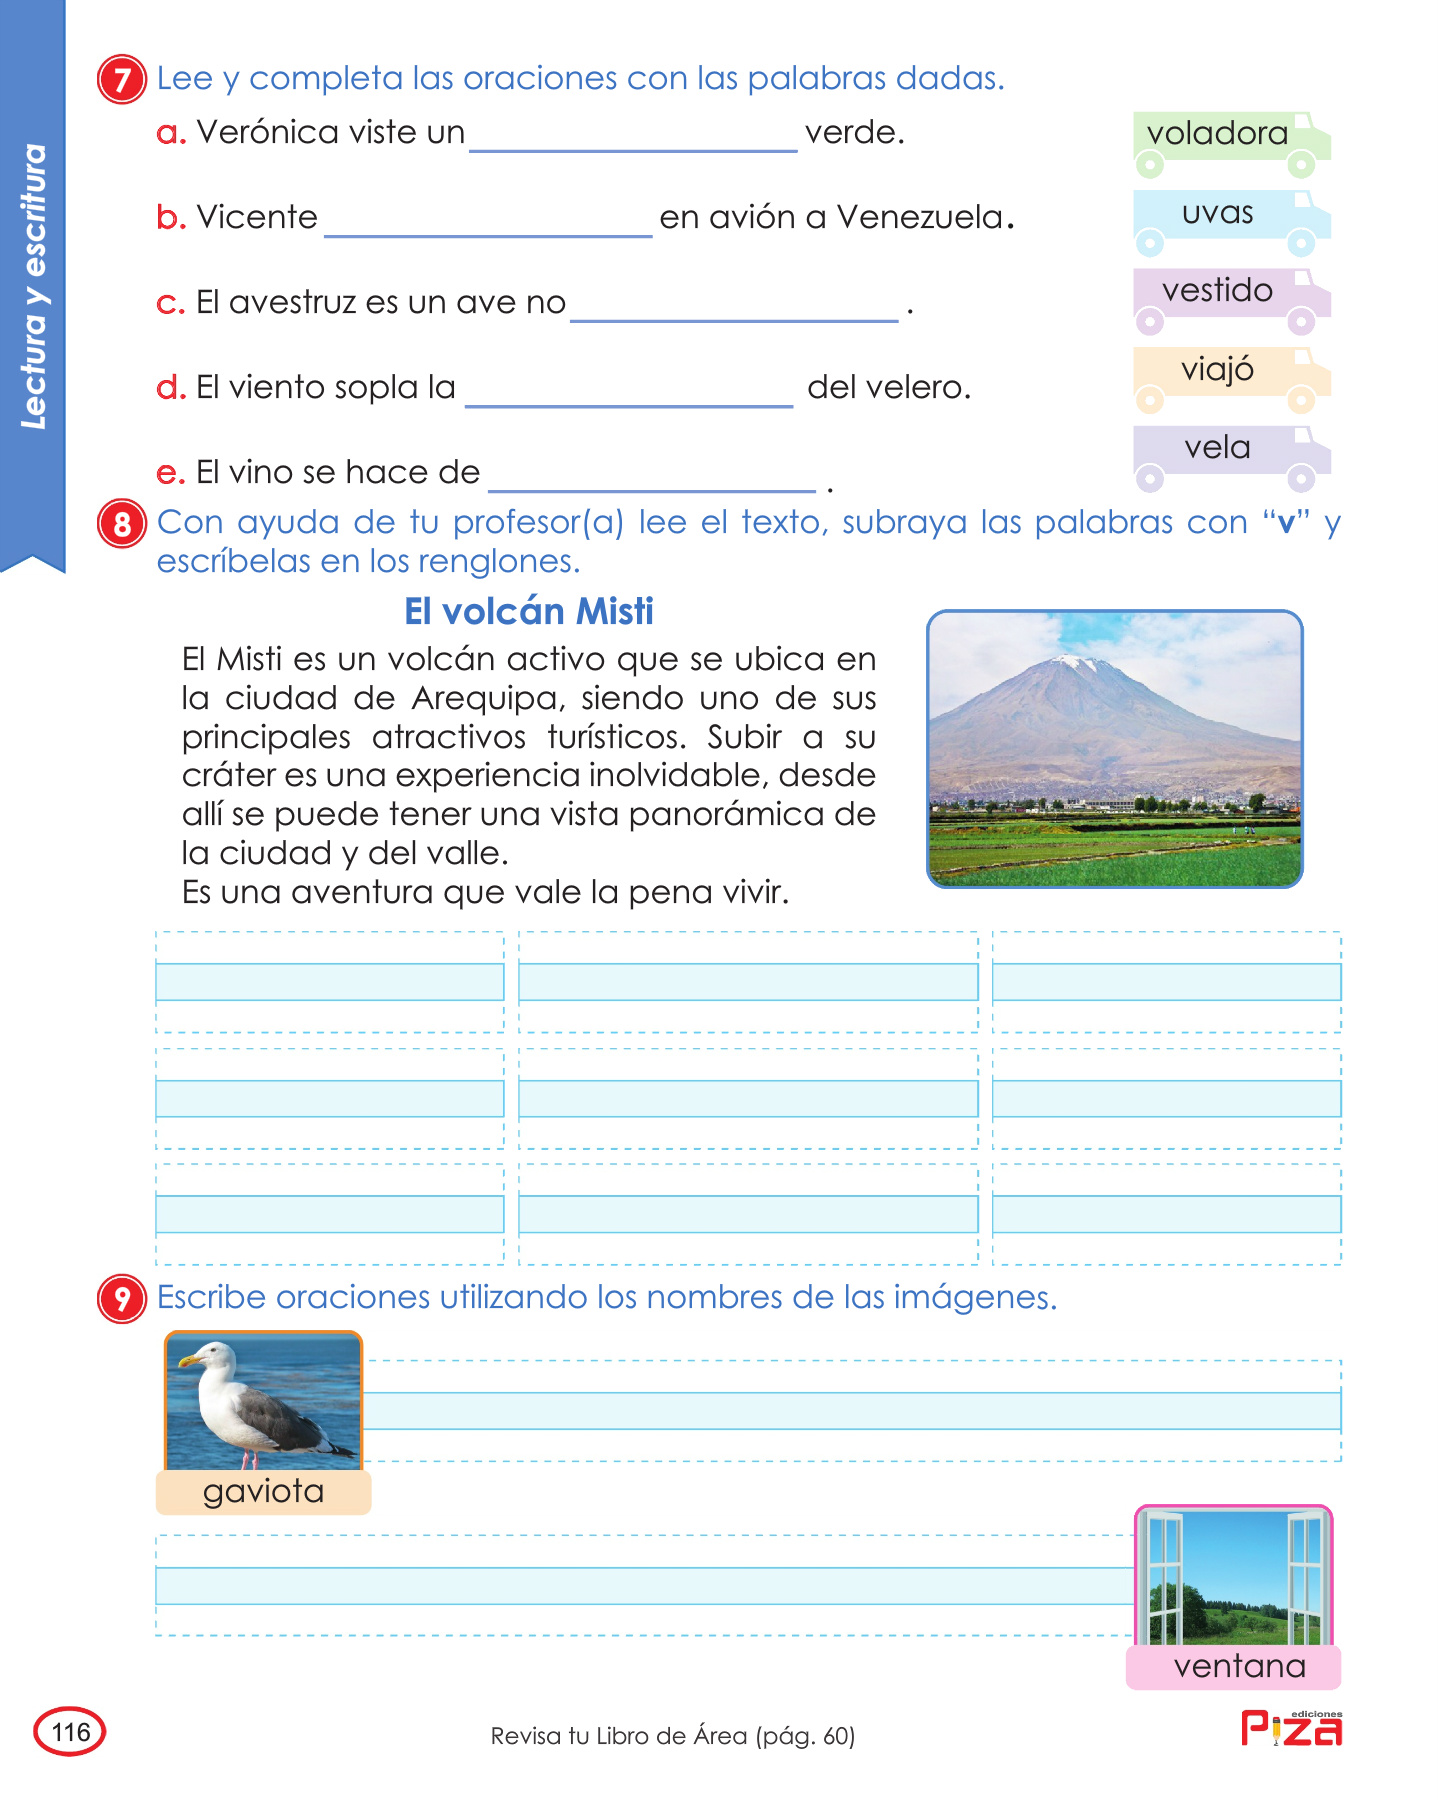 Lectura y escritura
7 Lee y completa las oraciones con las palabras dadas.
a. Verónica viste un verde.
b. Vicente en avión a Venezuela.
c. El avestruz es un ave no .
d. El viento sopla la del velero.
e. El vino se hace de .
voladora
uvas
vestido
viajó
vela
8 Con ayuda de tu profesor(a) lee el texto, subraya las palabras con “v” y
escríbelas en los renglones.
El volcán Misti
El Misti es un volcán activo que se ubica en
la ciudad de Arequipa, siendo uno de sus
principales atractivos turísticos. Subir a su
cráter es una experiencia inolvidable, desde
allí se puede tener una vista panorámica de
la ciudad y del valle.
Es una aventura que vale la pena vivir.
9 Escribe oraciones utilizando los nombres de las imágenes.
gaviota
ventana
116
Revisa tu Libro de Área (pág. 60)
ediciones
Piza